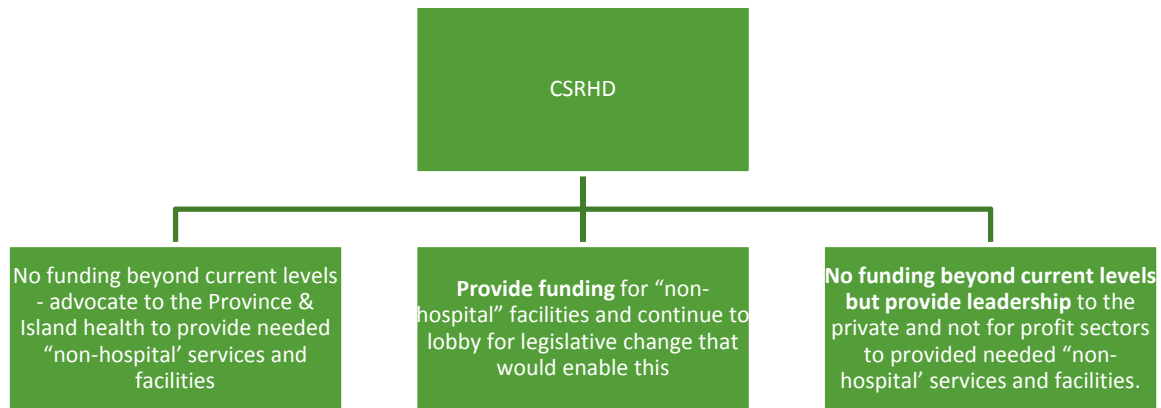 CSRHD
No funding beyond current levels
- advocate to the Province &
Island health to provide needed
“non-hospital’ services and
facilities
Provide funding for “non-
hospital” facilities and continue to
lobby for legislative change that
would enable this
No funding beyond current levels
but provide leadership to the
private and not for profit sectors
to provided needed “non-
hospital’ services and facilities.